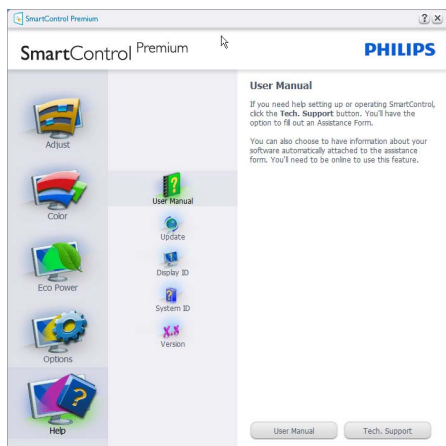 SmartControl Premium
SmartControl Premium
PHILIPS
Adjust
Color
Eco Power
Options
Help
User Manual
Update
Display ID
System ID
X.X
Version
User Manual
If you need help setting up or operating SmartControl,
click the Tech. Support button. You'll have the
option to fill out an Assistance Form.
You can also choose to have information about your
software automatically attached to the assistance
form. You'll need to be online to use this feature.
User Manual
Tech. Support